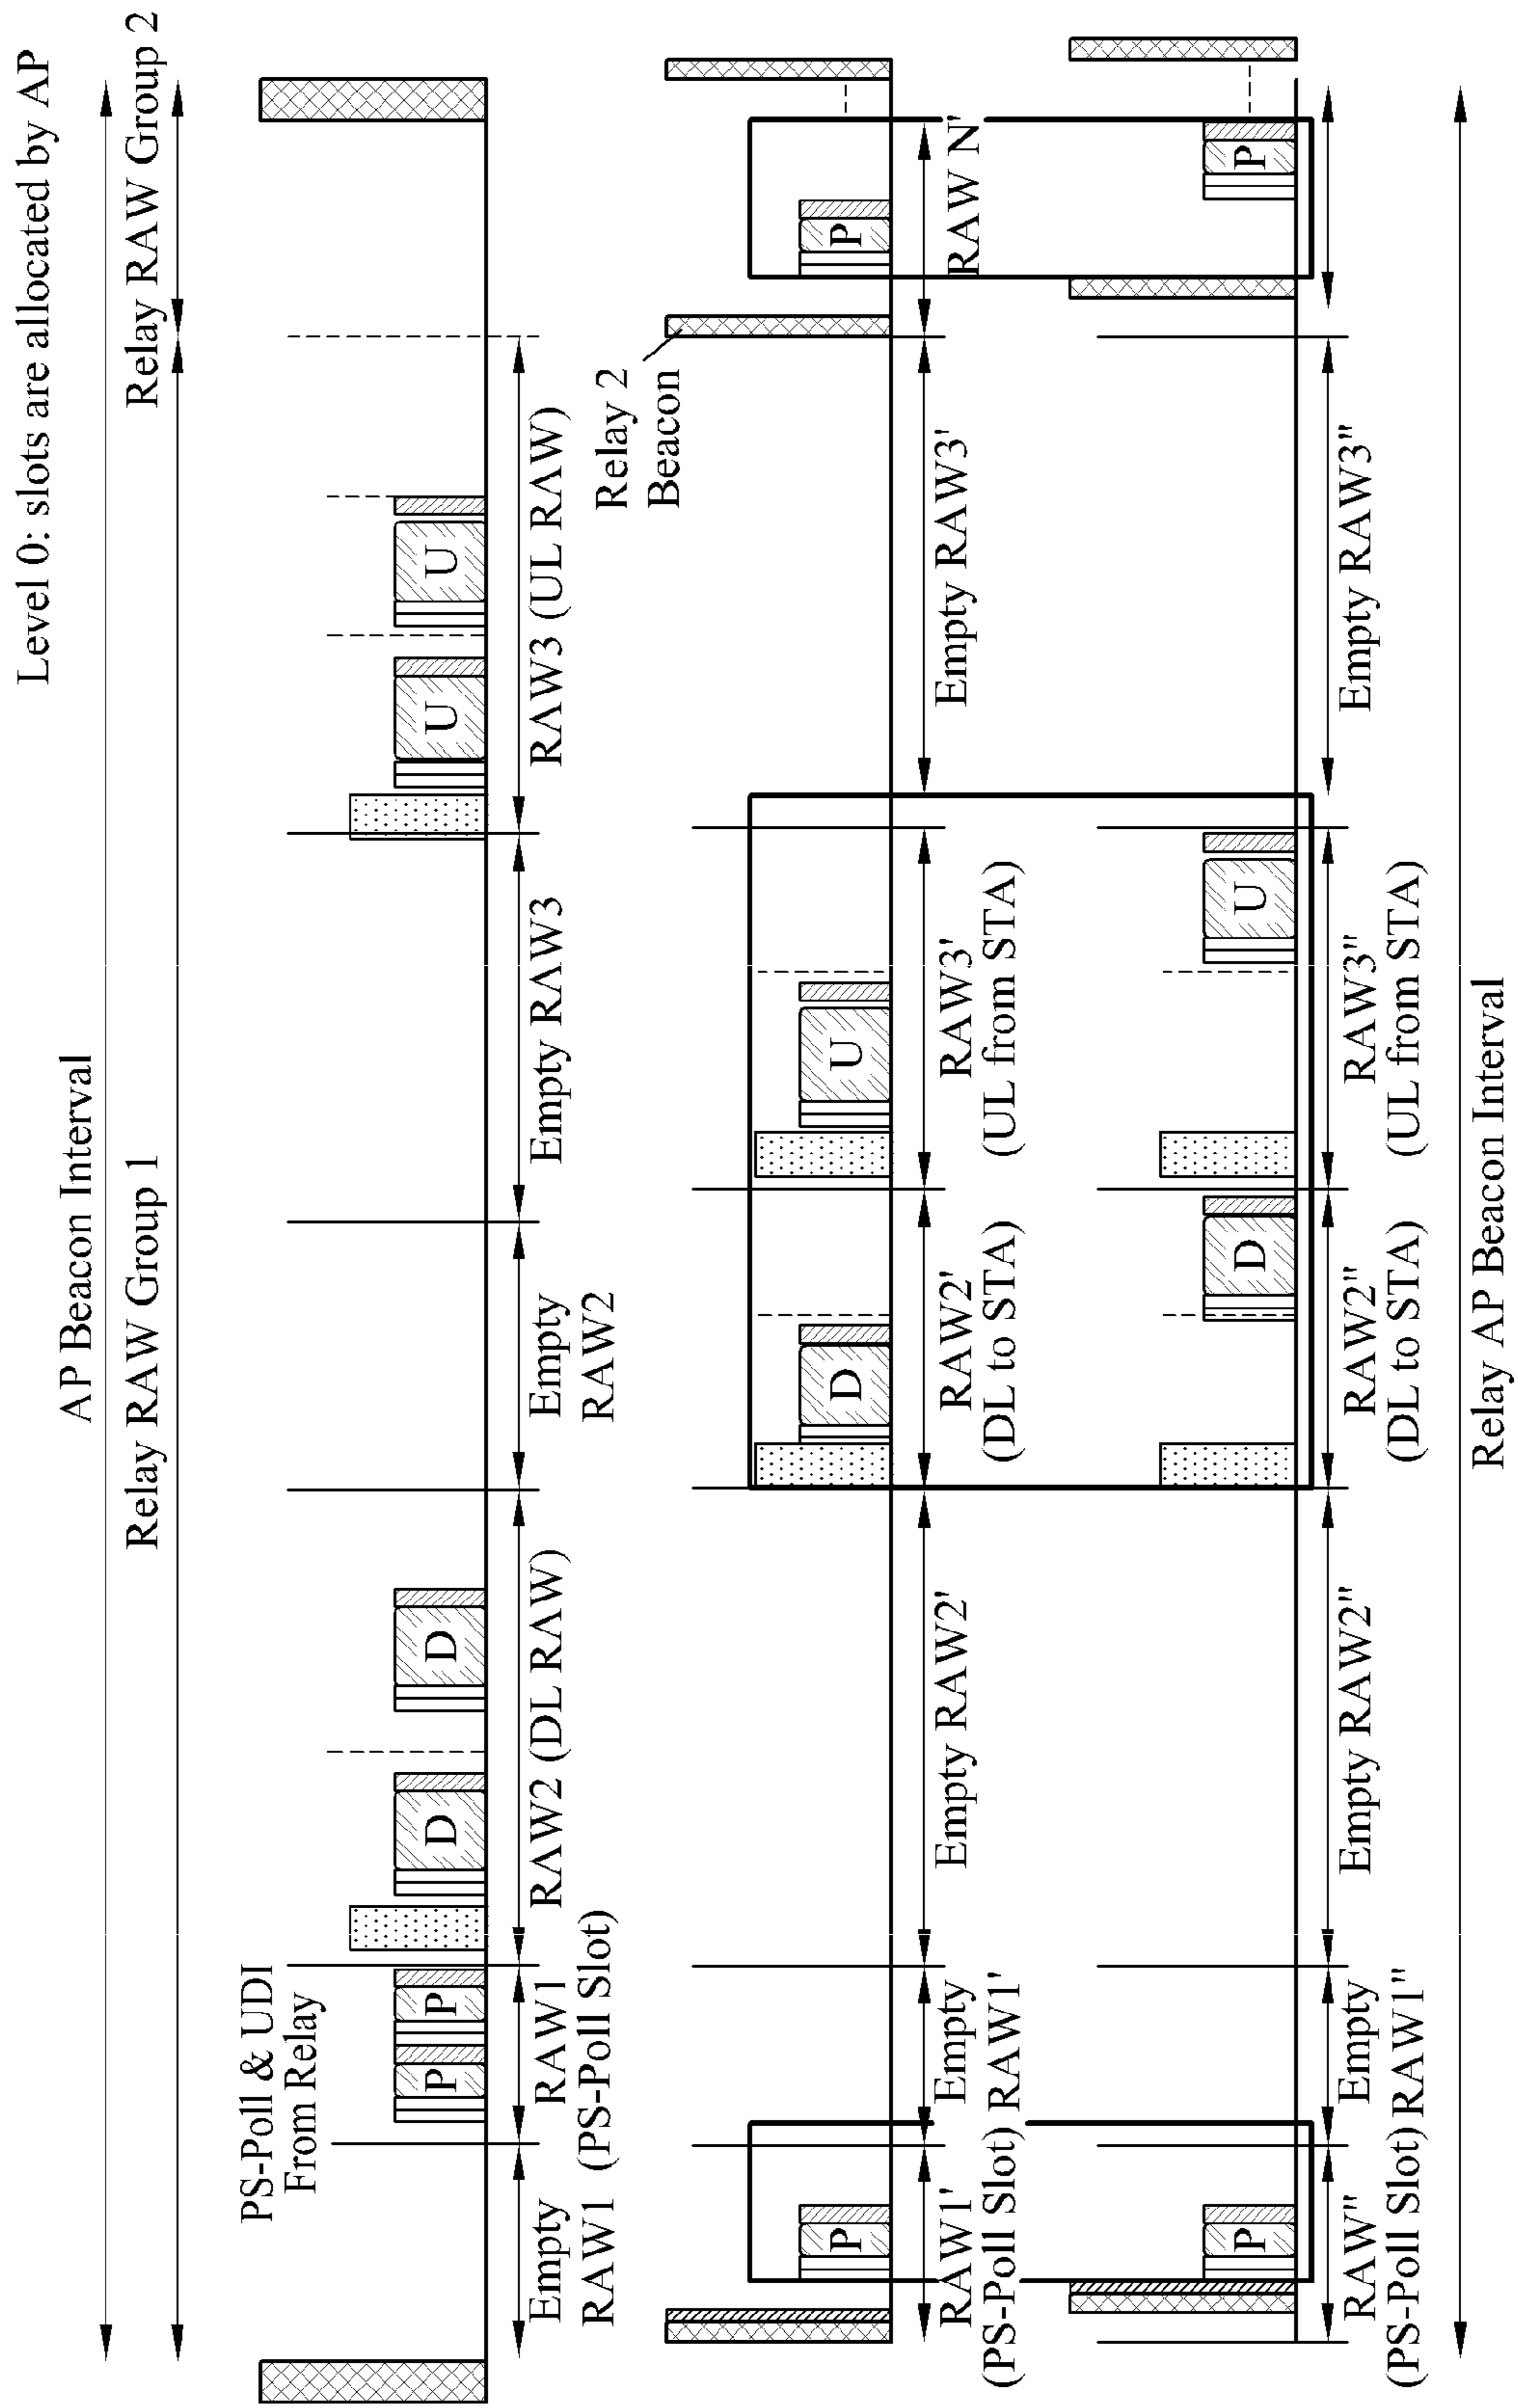 Level 0: slots are allocated by AP
AP Beacon Interval
Relay RAW Group 1
Relay RAW Group 2
PS-Poll & UDI
From Relay
P
P
D
D
U
U
Empty
RAW1
RAW1
(PS-Poll Slot)
RAW2 (DL RAW)
Empty
RAW2
Empty RAW3
RAW3 (UL RAW)
Relay 2
Beacon
P
D
U
P
RAW1'
(PS-Poll Slot)
Empty
RAW1'
Empty RAW2'
RAW2'
(DL to STA)
RAW3'
(UL from STA)
Empty RAW3'
RAW N'
P
D
U
P
RAW"
(PS-Poll Slot)
Empty
RAW1"
Empty RAW2"
RAW2"
(DL to STA)
RAW3"
(UL from STA)
Empty RAW3"
Relay AP Beacon Interval